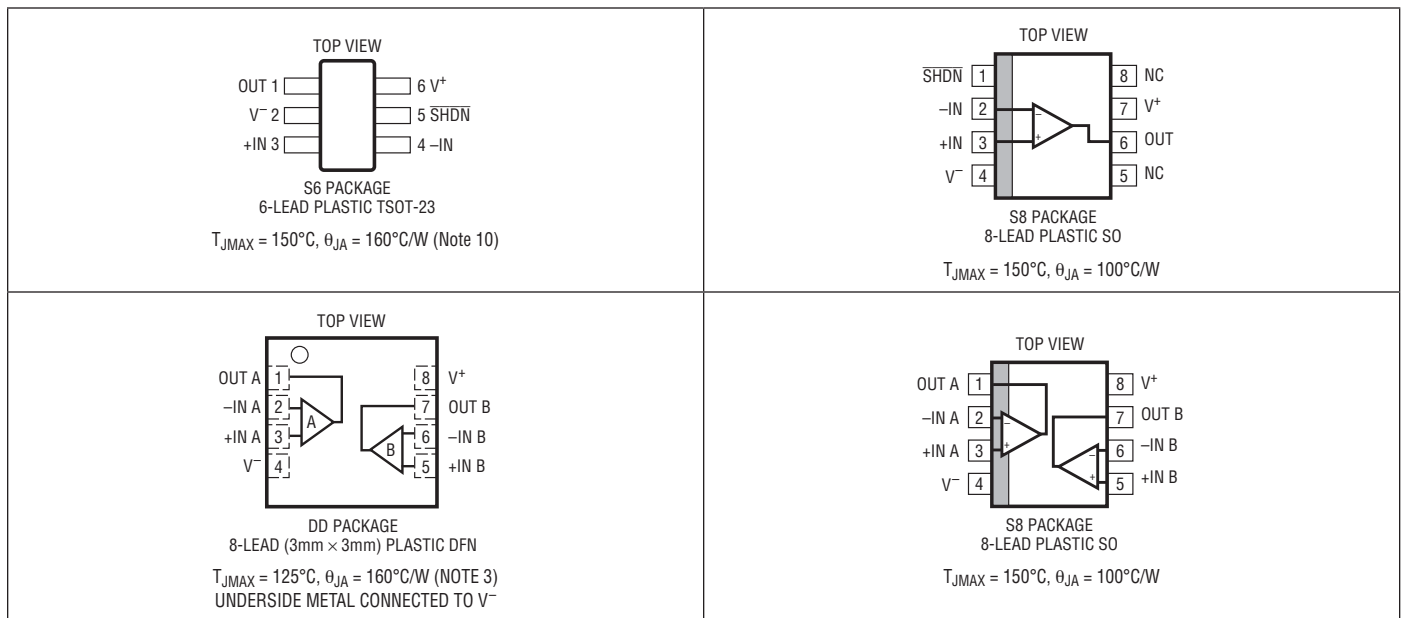 TOP VIEW
OUT 1
V– 2
+IN 3
6 V+
5 SHDN
4 –IN
S6 PACKAGE
6-LEAD PLASTIC TSOT-23
TJMAX = 150°C, θJA = 160°C/W (Note 10)
TOP VIEW
SHDN 1
–IN 2
+IN 3
V– 4
8 NC
7 V+
6 OUT
5 NC
–
+
S8 PACKAGE
8-LEAD PLASTIC SO
TJMAX = 150°C, θJA = 100°C/W
TOP VIEW
OUT A 1
–IN A 2
+IN A 3
V– 4
A
B
8 V+
7 OUT B
6 –IN B
5 +IN B
DD PACKAGE
8-LEAD (3mm × 3mm) PLASTIC DFN
TJMAX = 125°C, θJA = 160°C/W (NOTE 3)
UNDERSIDE METAL CONNECTED TO V–
TOP VIEW
OUT A 1
–IN A 2
+IN A 3
V– 4
–
+
–
+
8 V+
7 OUT B
6 –IN B
5 +IN B
S8 PACKAGE
8-LEAD PLASTIC SO
TJMAX = 150°C, θJA = 100°C/W